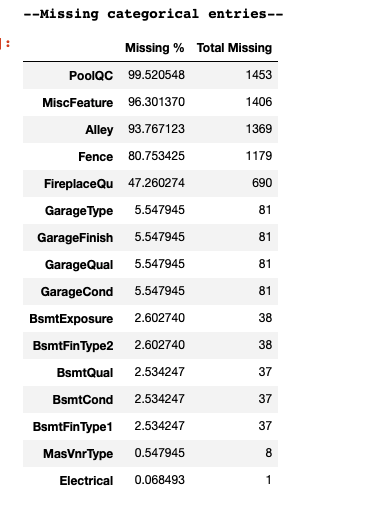 --Missing categorical entries--
]:
Missing % Total Missing
PoolQC 99.520548 1453
MiscFeature 96.301370 1406
Alley 93.767123 1369
Fence 80.753425 1179
FireplaceQu 47.260274 690
GarageType 5.547945 81
GarageFinish 5.547945 81
GarageQual 5.547945 81
GarageCond 5.547945 81
BsmtExposure 2.602740 38
BsmtFinType2 2.602740 38
BsmtQual 2.534247 37
BsmtCond 2.534247 37
BsmtFinType1 2.534247 37
MasVnrType 0.547945 8
Electrical 0.068493 1